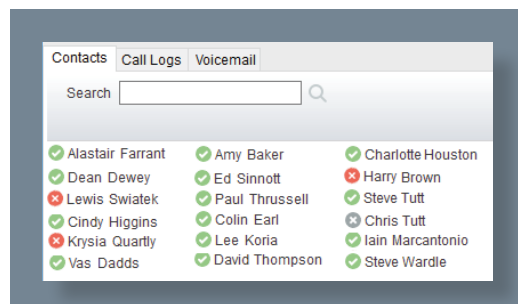 Contacts Call Logs Voicemail
Search
Alastair Farrant Amy Baker Charlotte Houston
Dean Dewey Ed Sinnott Harry Brown
Lewis Swiatek Paul Thrussell Steve Tutt
Cindy Higgins Colin Earl Chris Tutt
Krysia Quartly Lee Koria Iain Marcantonio
Vas Dadds David Thompson Steve Wardle